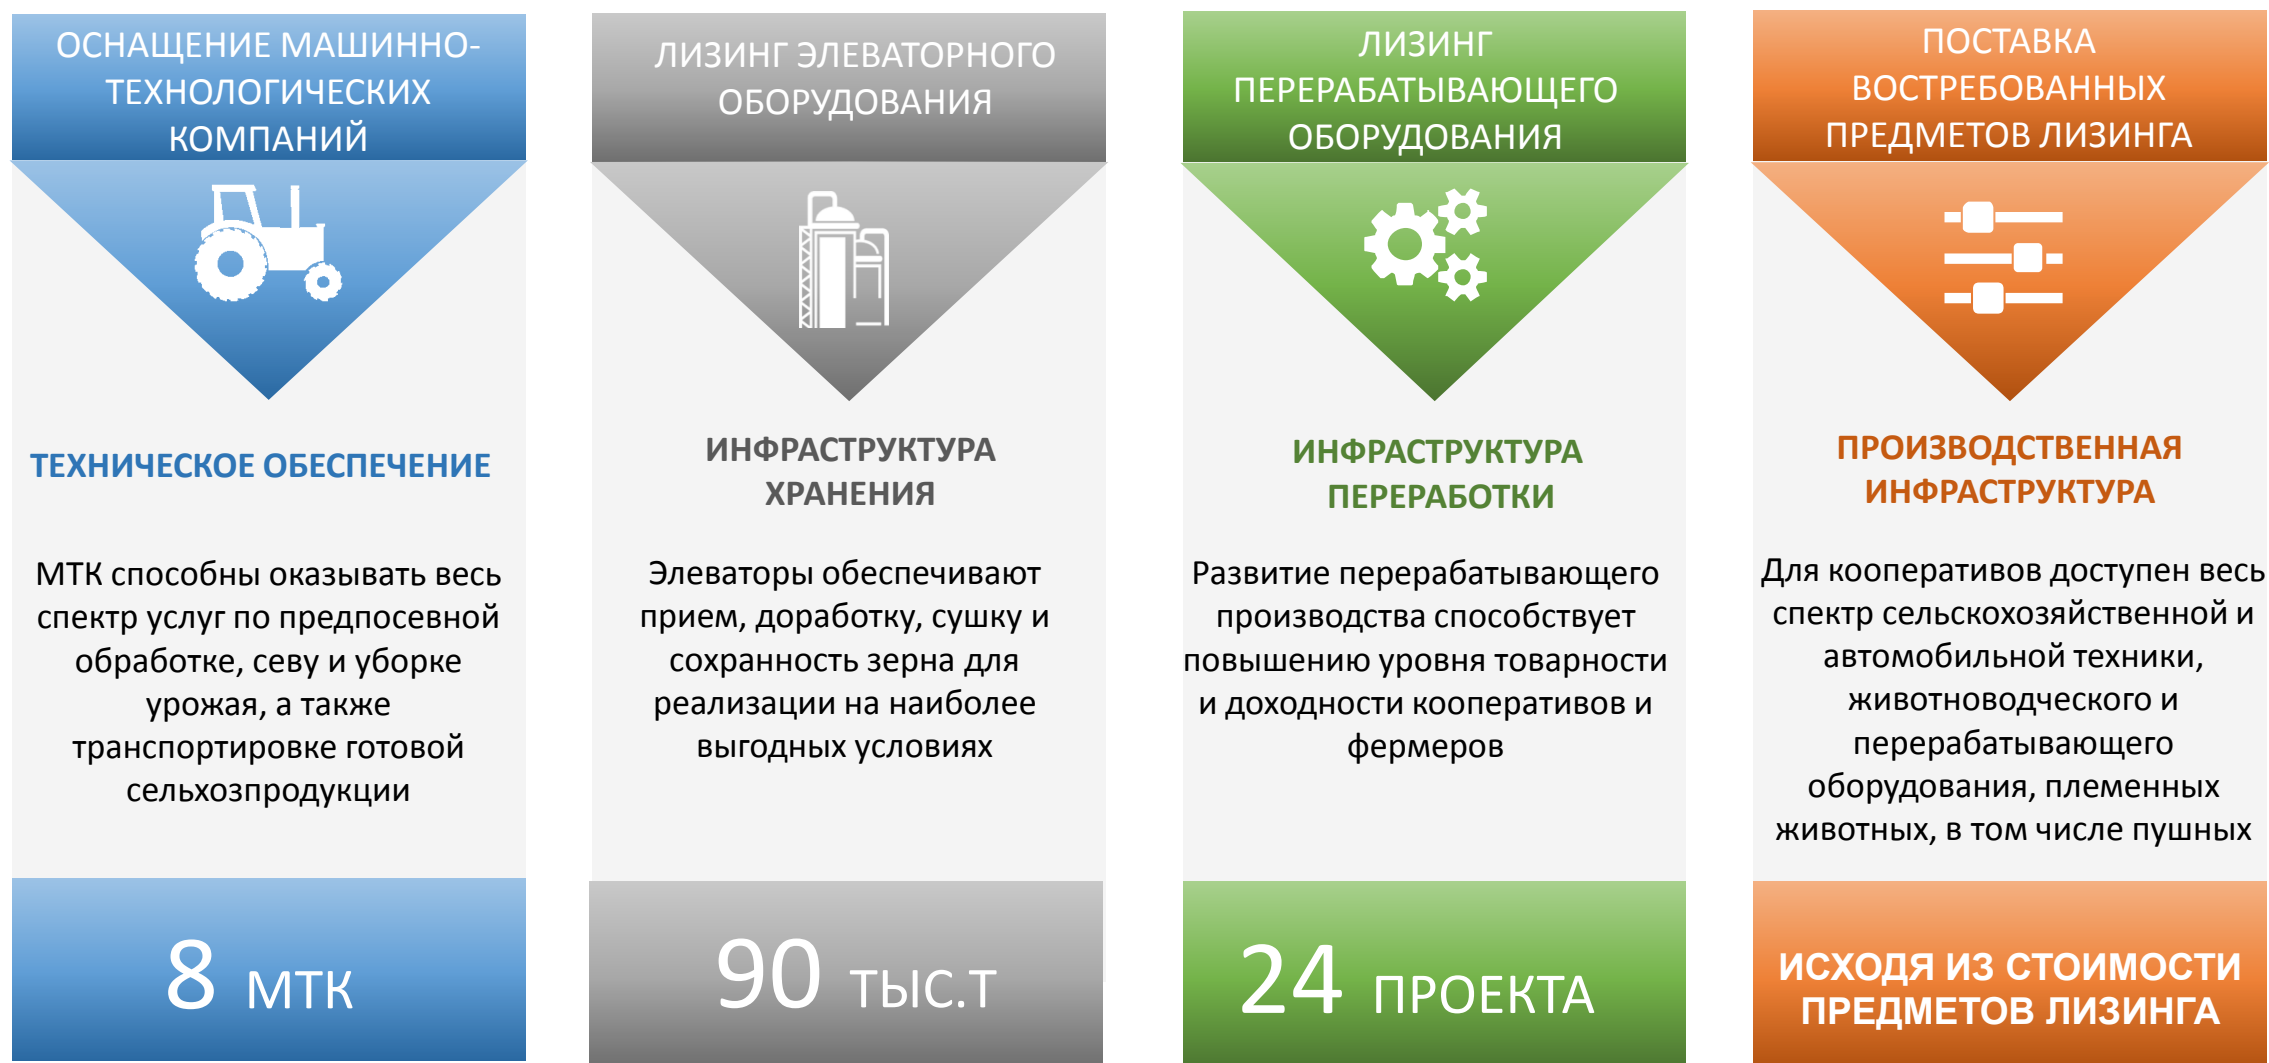 ОСНАЩЕНИЕ МАШИННО-
ТЕХНОЛОГИЧЕСКИХ
КОМПАНИЙ
ТЕХНИЧЕСКОЕ ОБЕСПЕЧЕНИЕ
МТК способны оказывать весь
спектр услуг по предпосевной
обработке, севу и уборке
урожая, а также
транспортировке готовой
сельхозпродукции
8 МТК
ЛИЗИНГ ЭЛЕВАТОРНОГО
ОБОРУДОВАНИЯ
ИНФРАСТРУКТУРА
ХРАНЕНИЯ
Элеваторы обеспечивают
прием, доработку, сушку и
сохранность зерна для
реализации на наиболее
выгодных условиях
90 ТЫС.Т
ЛИЗИНГ
ПЕРЕРАБАТЫВАЮЩЕГО
ОБОРУДОВАНИЯ
ИНФРАСТРУКТУРА
ПЕРЕРАБОТКИ
Развитие перерабатывающего
производства способствует
повышению уровня товарности
и доходности кооперативов и
фермеров
24 ПРОЕКТА
ПОСТАВКА
ВОСТРЕБОВАННЫХ
ПРЕДМЕТОВ ЛИЗИНГА
ПРОИЗВОДСТВЕННАЯ
ИНФРАСТРУКТУРА
Для кооперативов доступен весь
спектр сельскохозяйственной и
автомобильной техники,
животноводческого и
перерабатывающего
оборудования, племенных
животных, в том числе пушных
ИСХОДЯ ИЗ СТОИМОСТИ
ПРЕДМЕТОВ ЛИЗИНГА